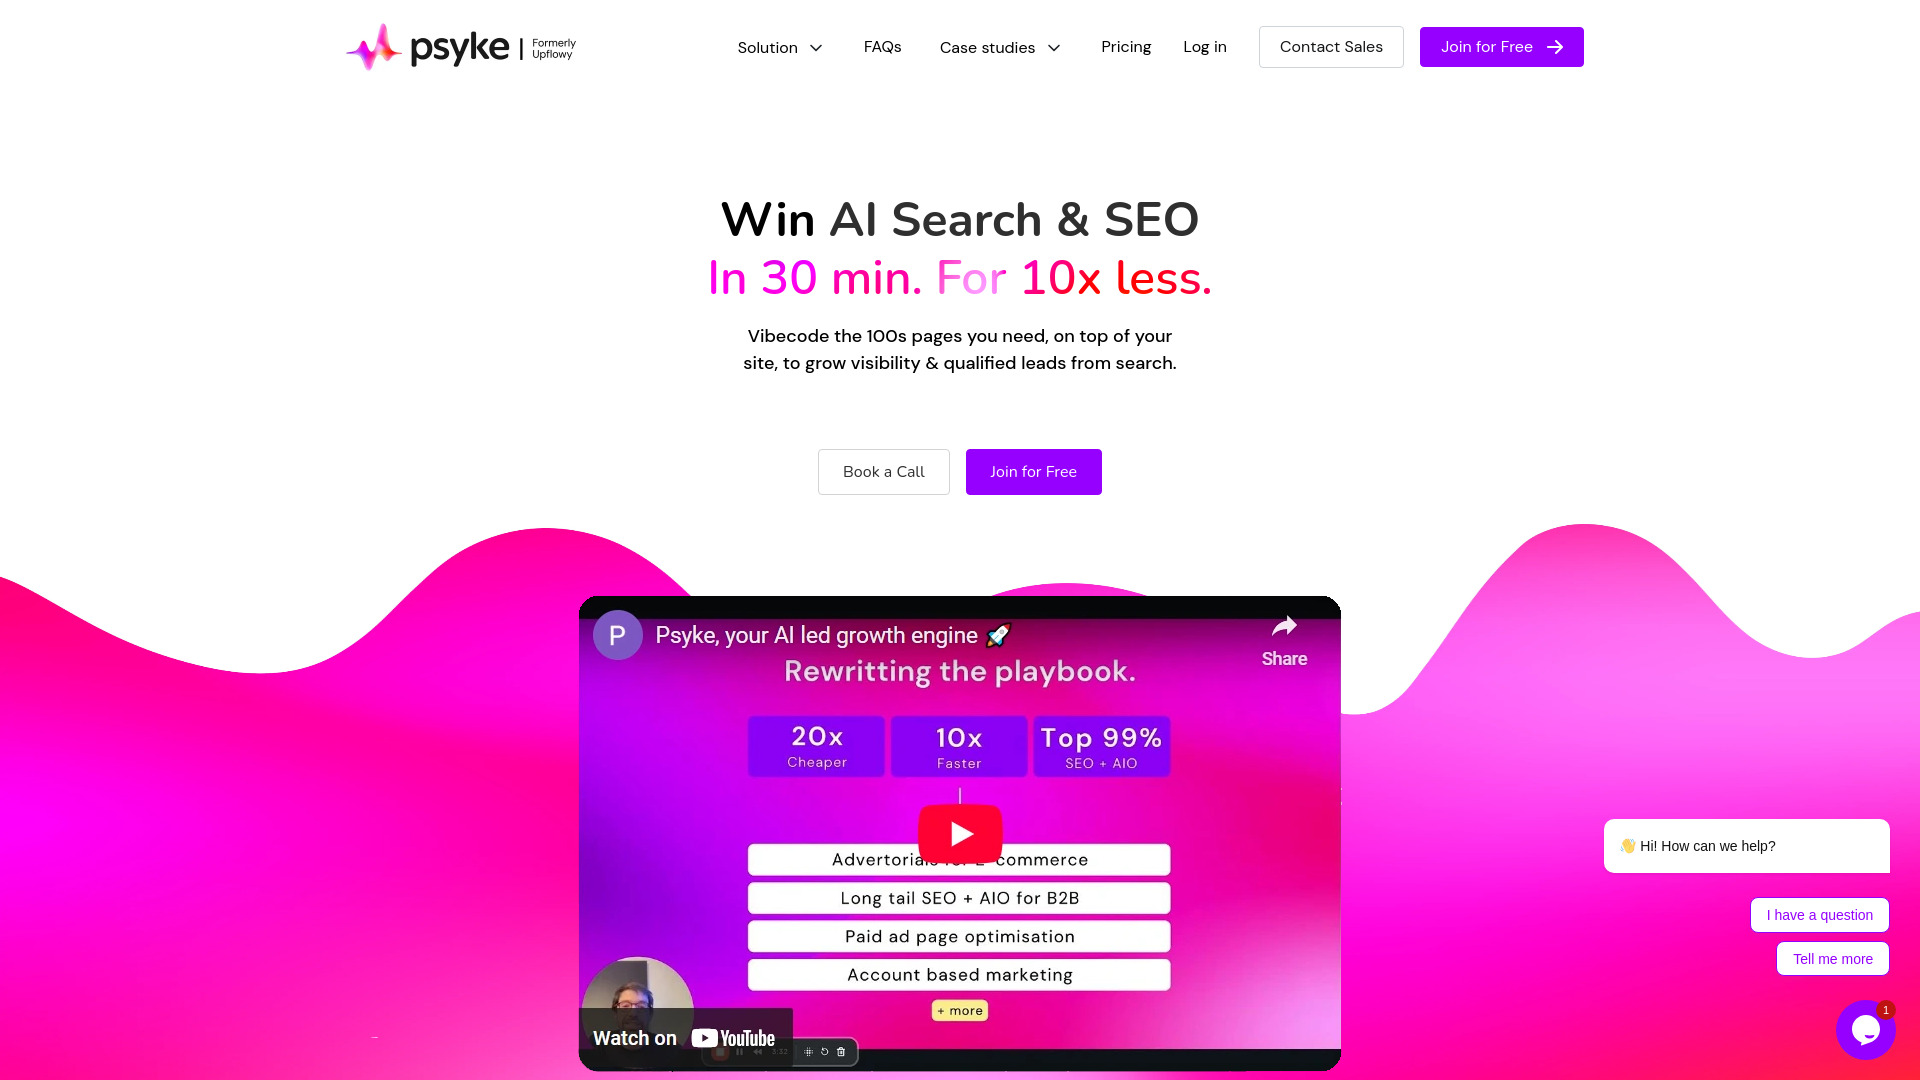 psyke | Formerly Upflowy
Solution
FAQs
Case studies
Pricing
Log in
Contact Sales
Join for Free
Win AI Search & SEO
In 30 min. For 10x less.
Vibecode the 100s pages you need, on top of your
site, to grow visibility & qualified leads from search.
Book a Call
Join for Free
P
Psyke, your AI led growth engine 🚀
Share
Rewritting the playbook.
20x
Cheaper
10x
Faster
Top 99%
SEO + AIO
commerce
Long tail SEO + AIO for B2B
Paid ad page optimisation
Account based marketing
+ more
Watch on YouTube
👋 Hi! How can we help?
I have a question
Tell me more
1